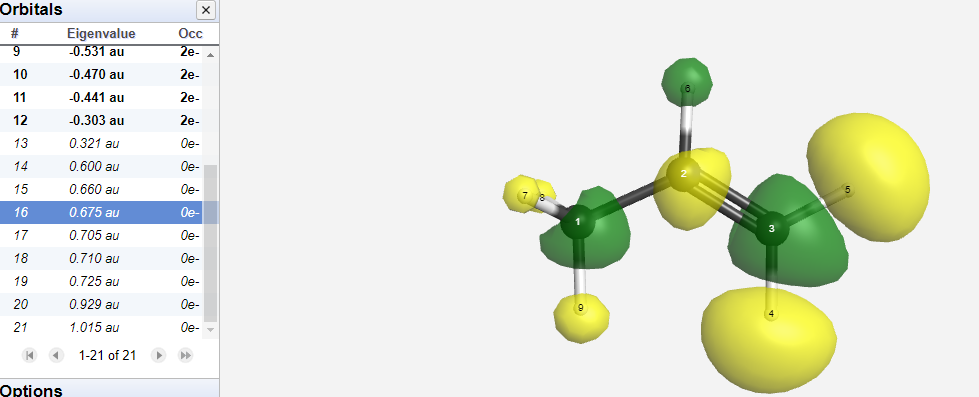 Orbitals ×
# Eigenvalue Occ
9 -0.531 au 2e-
10 -0.470 au 2e-
11 -0.441 au 2e-
12 -0.303 au 2e-
13 0.321 au 0e-
14 0.600 au 0e-
15 0.660 au 0e-
16 0.675 au 0e-
17 0.705 au 0e-
18 0.710 au 0e-
19 0.725 au 0e-
20 0.929 au 0e-
21 1.015 au 0e-
1-21 of 21
Options
6
2
5
7 8
1
3
9
4